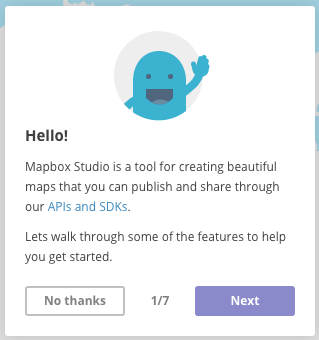 Hello!
Mapbox Studio is a tool for creating beautiful
maps that you can publish and share through
our APIs and SDKs.
Lets walk through some of the features to help
you get started.
No thanks 1/7 Next